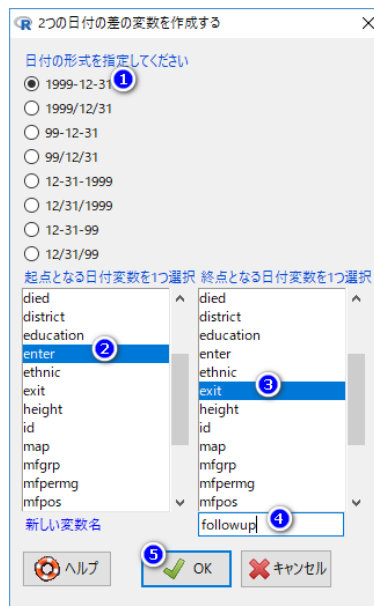 2つの日付の差の変数を作成する
日付の形式を指定してください
1999-12-31
1
1999/12/31
99-12-31
99/12/31
12-31-1999
12/31/1999
12-31-99
12/31/99
起点となる日付変数を1つ選択 終点となる日付変数を1つ選択
died died
district district
education education
enter 2 enter
ethnic ethnic
exit exit 3
height height
id id
map map
mfgrp mfgrp
mfpermg mfpermg
mfpos mfpos
新しい変数名 followup 4
ヘルプ 5 OK キャンセル